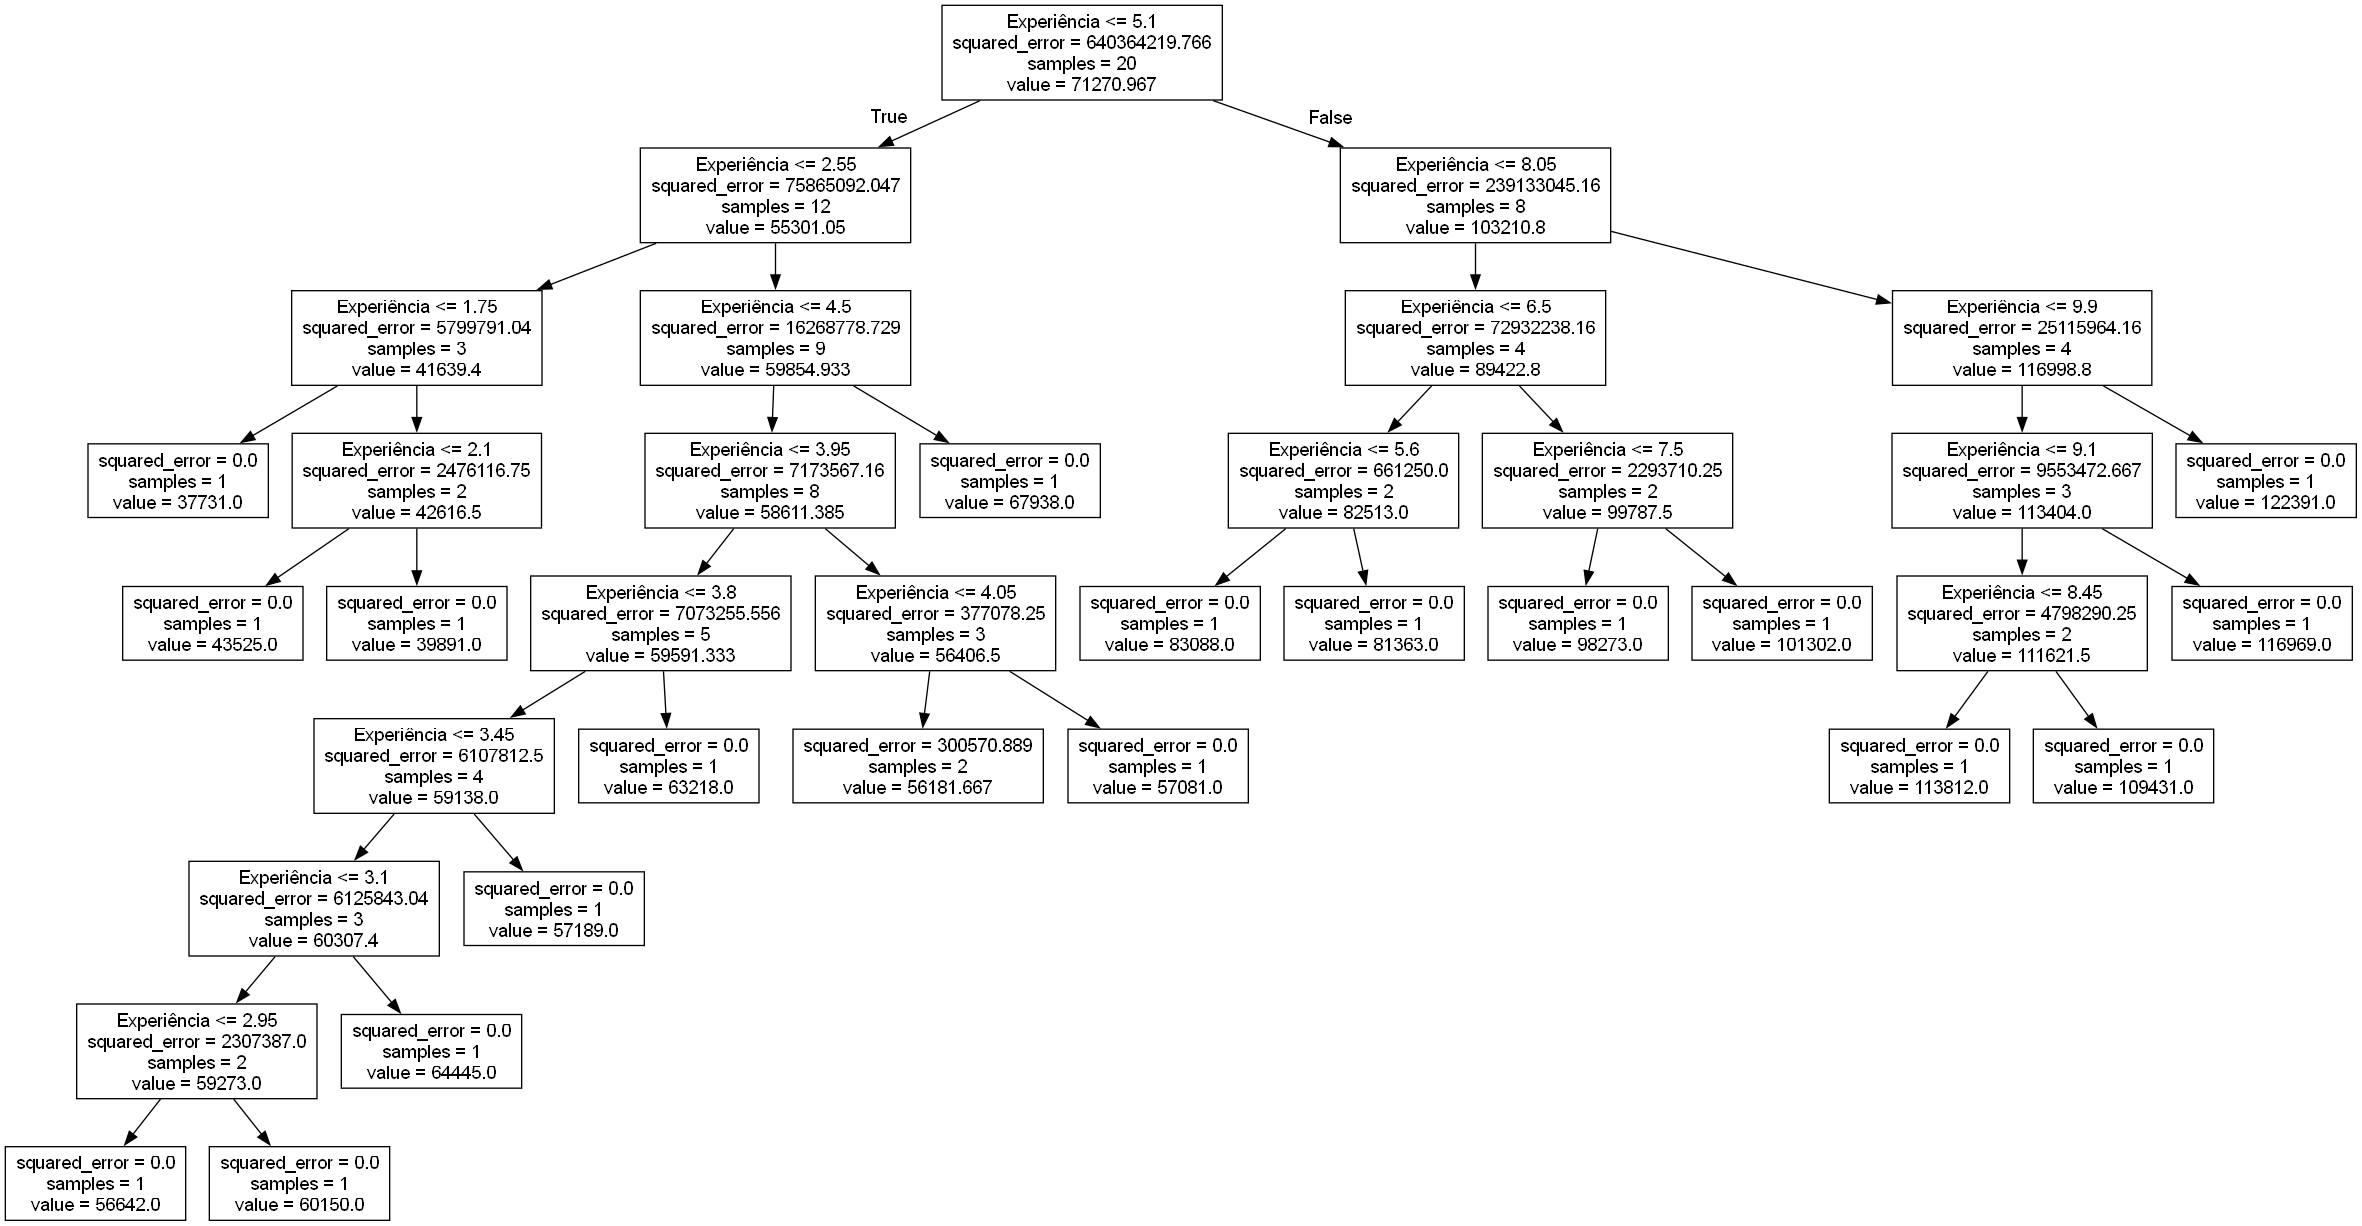 Experiência <= 5.1
squared_error = 640364219.766
samples = 20
value = 71270.967
True
False
Experiência <= 2.55
squared_error = 75865092.047
samples = 12
value = 55301.05
Experiência <= 8.05
squared_error = 239133045.16
samples = 8
value = 103210.8
Experiência <= 1.75
squared_error = 5799791.04
samples = 3
value = 41639.4
Experiência <= 4.5
squared_error = 16268778.729
samples = 9
value = 59854.933
Experiência <= 6.5
squared_error = 72932238.16
samples = 4
value = 89422.8
Experiência <= 9.9
squared_error = 25115964.16
samples = 4
value = 116998.8
squared_error = 0.0
samples = 1
value = 37731.0
Experiência <= 2.1
squared_error = 2476116.75
samples = 2
value = 42616.5
Experiência <= 3.95
squared_error = 7173567.16
samples = 8
value = 58611.385
squared_error = 0.0
samples = 1
value = 67938.0
Experiência <= 5.6
squared_error = 661250.0
samples = 2
value = 82513.0
Experiência <= 7.5
squared_error = 2293710.25
samples = 2
value = 99787.5
Experiência <= 9.1
squared_error = 9553472.667
samples = 3
value = 113404.0
squared_error = 0.0
samples = 1
value = 122391.0
squared_error = 0.0
samples = 1
value = 43525.0
squared_error = 0.0
samples = 1
value = 39891.0
Experiência <= 3.8
squared_error = 7073255.556
samples = 5
value = 59591.333
Experiência <= 4.05
squared_error = 377078.25
samples = 3
value = 56406.5
squared_error = 0.0
samples = 1
value = 83088.0
squared_error = 0.0
samples = 1
value = 81363.0
squared_error = 0.0
samples = 1
value = 98273.0
squared_error = 0.0
samples = 1
value = 101302.0
Experiência <= 8.45
squared_error = 4798290.25
samples = 2
value = 111621.5
squared_error = 0.0
samples = 1
value = 116969.0
Experiência <= 3.45
squared_error = 6107812.5
samples = 4
value = 59138.0
squared_error = 0.0
samples = 1
value = 63218.0
squared_error = 300570.889
samples = 2
value = 56181.667
squared_error = 0.0
samples = 1
value = 57081.0
squared_error = 0.0
samples = 1
value = 113812.0
squared_error = 0.0
samples = 1
value = 109431.0
Experiência <= 3.1
squared_error = 6125843.04
samples = 3
value = 60307.4
squared_error = 0.0
samples = 1
value = 57189.0
Experiência <= 2.95
squared_error = 2307387.0
samples = 2
value = 59273.0
squared_error = 0.0
samples = 1
value = 64445.0
squared_error = 0.0
samples = 1
value = 56642.0
squared_error = 0.0
samples = 1
value = 60150.0